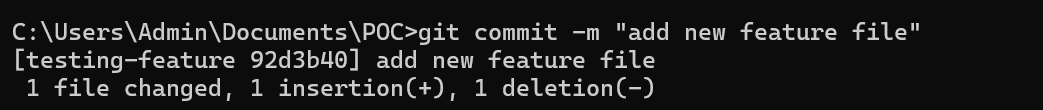 C:\Users\Admin\Documents\POC>git commit -m "add new feature file"
[testing-feature 92d3b40] add new feature file
 1 file changed, 1 insertion(+), 1 deletion(-)